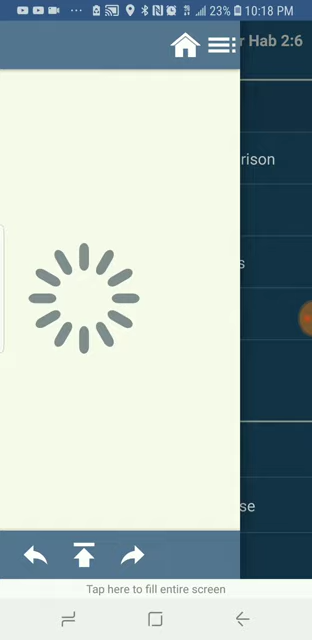 23% 10:18 PM
r Hab 2:6
rison
s
se
Tap here to fill entire screen